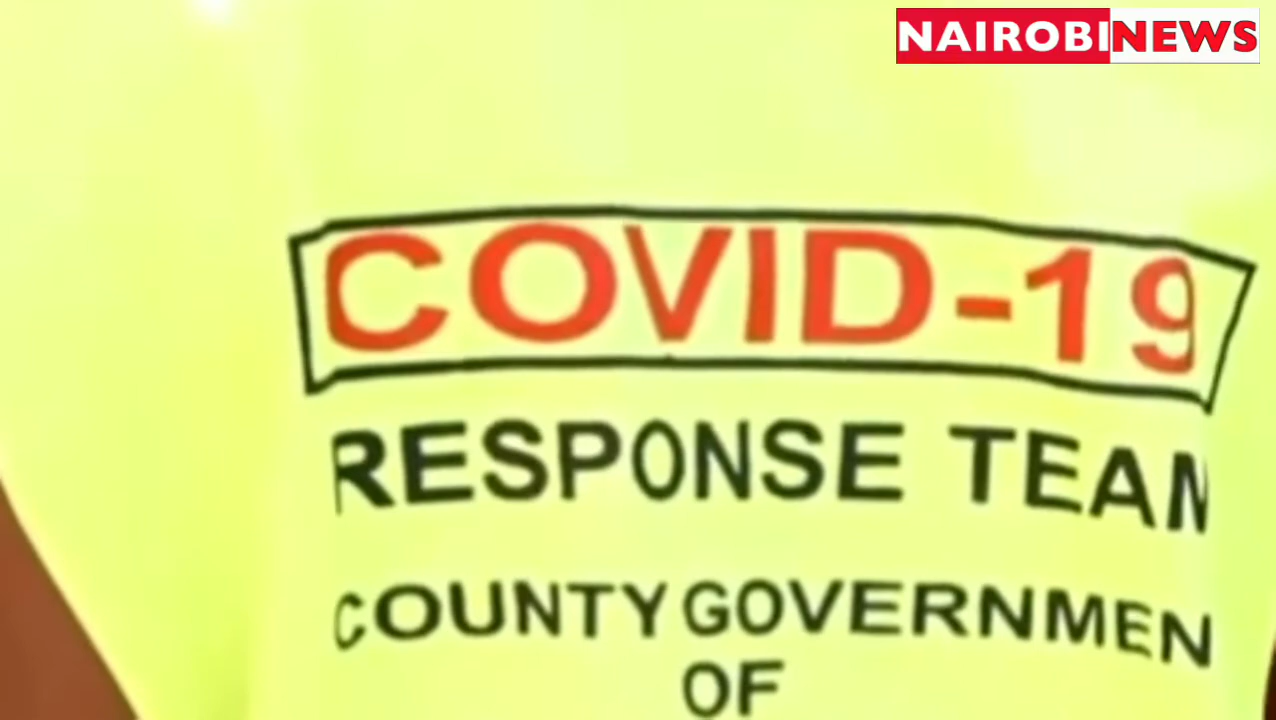 NAIROBINEWS
COVID-19
RESPONSE TEAM
COUNTY GOVERNMEN
OF